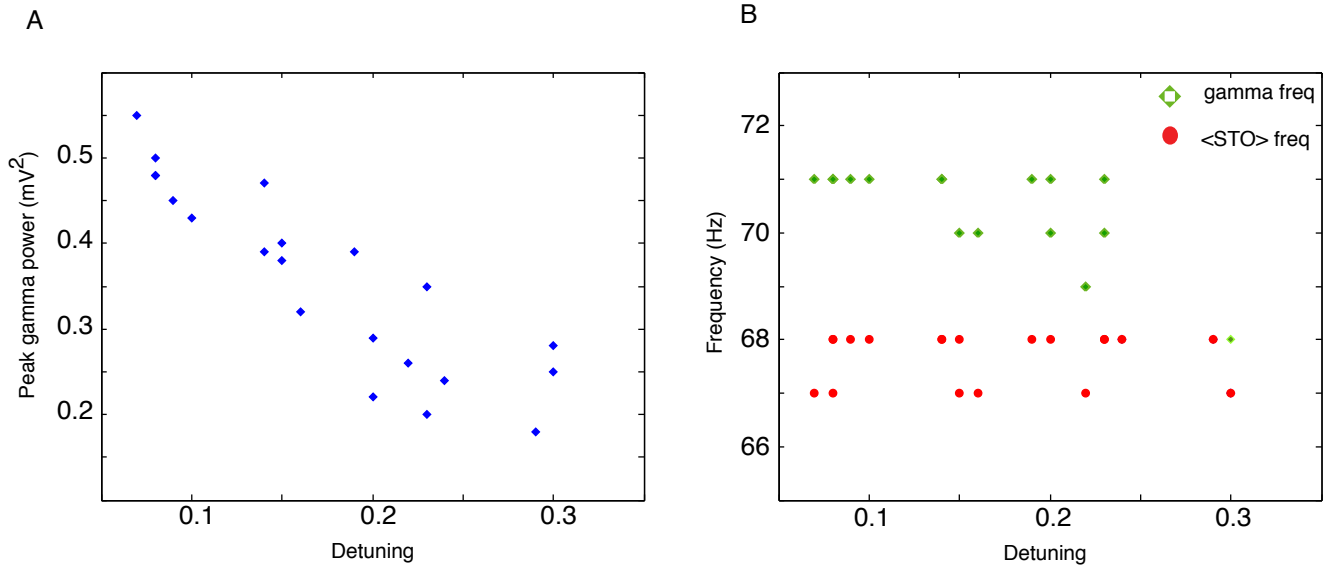 A
Peak gamma power (mV²)
0.5
0.4
0.3
0.2
0.1
0.2
0.3
Detuning
B
gamma freq
<STO> freq
Frequency (Hz)
72
70
68
66
0.1
0.2
0.3
Detuning